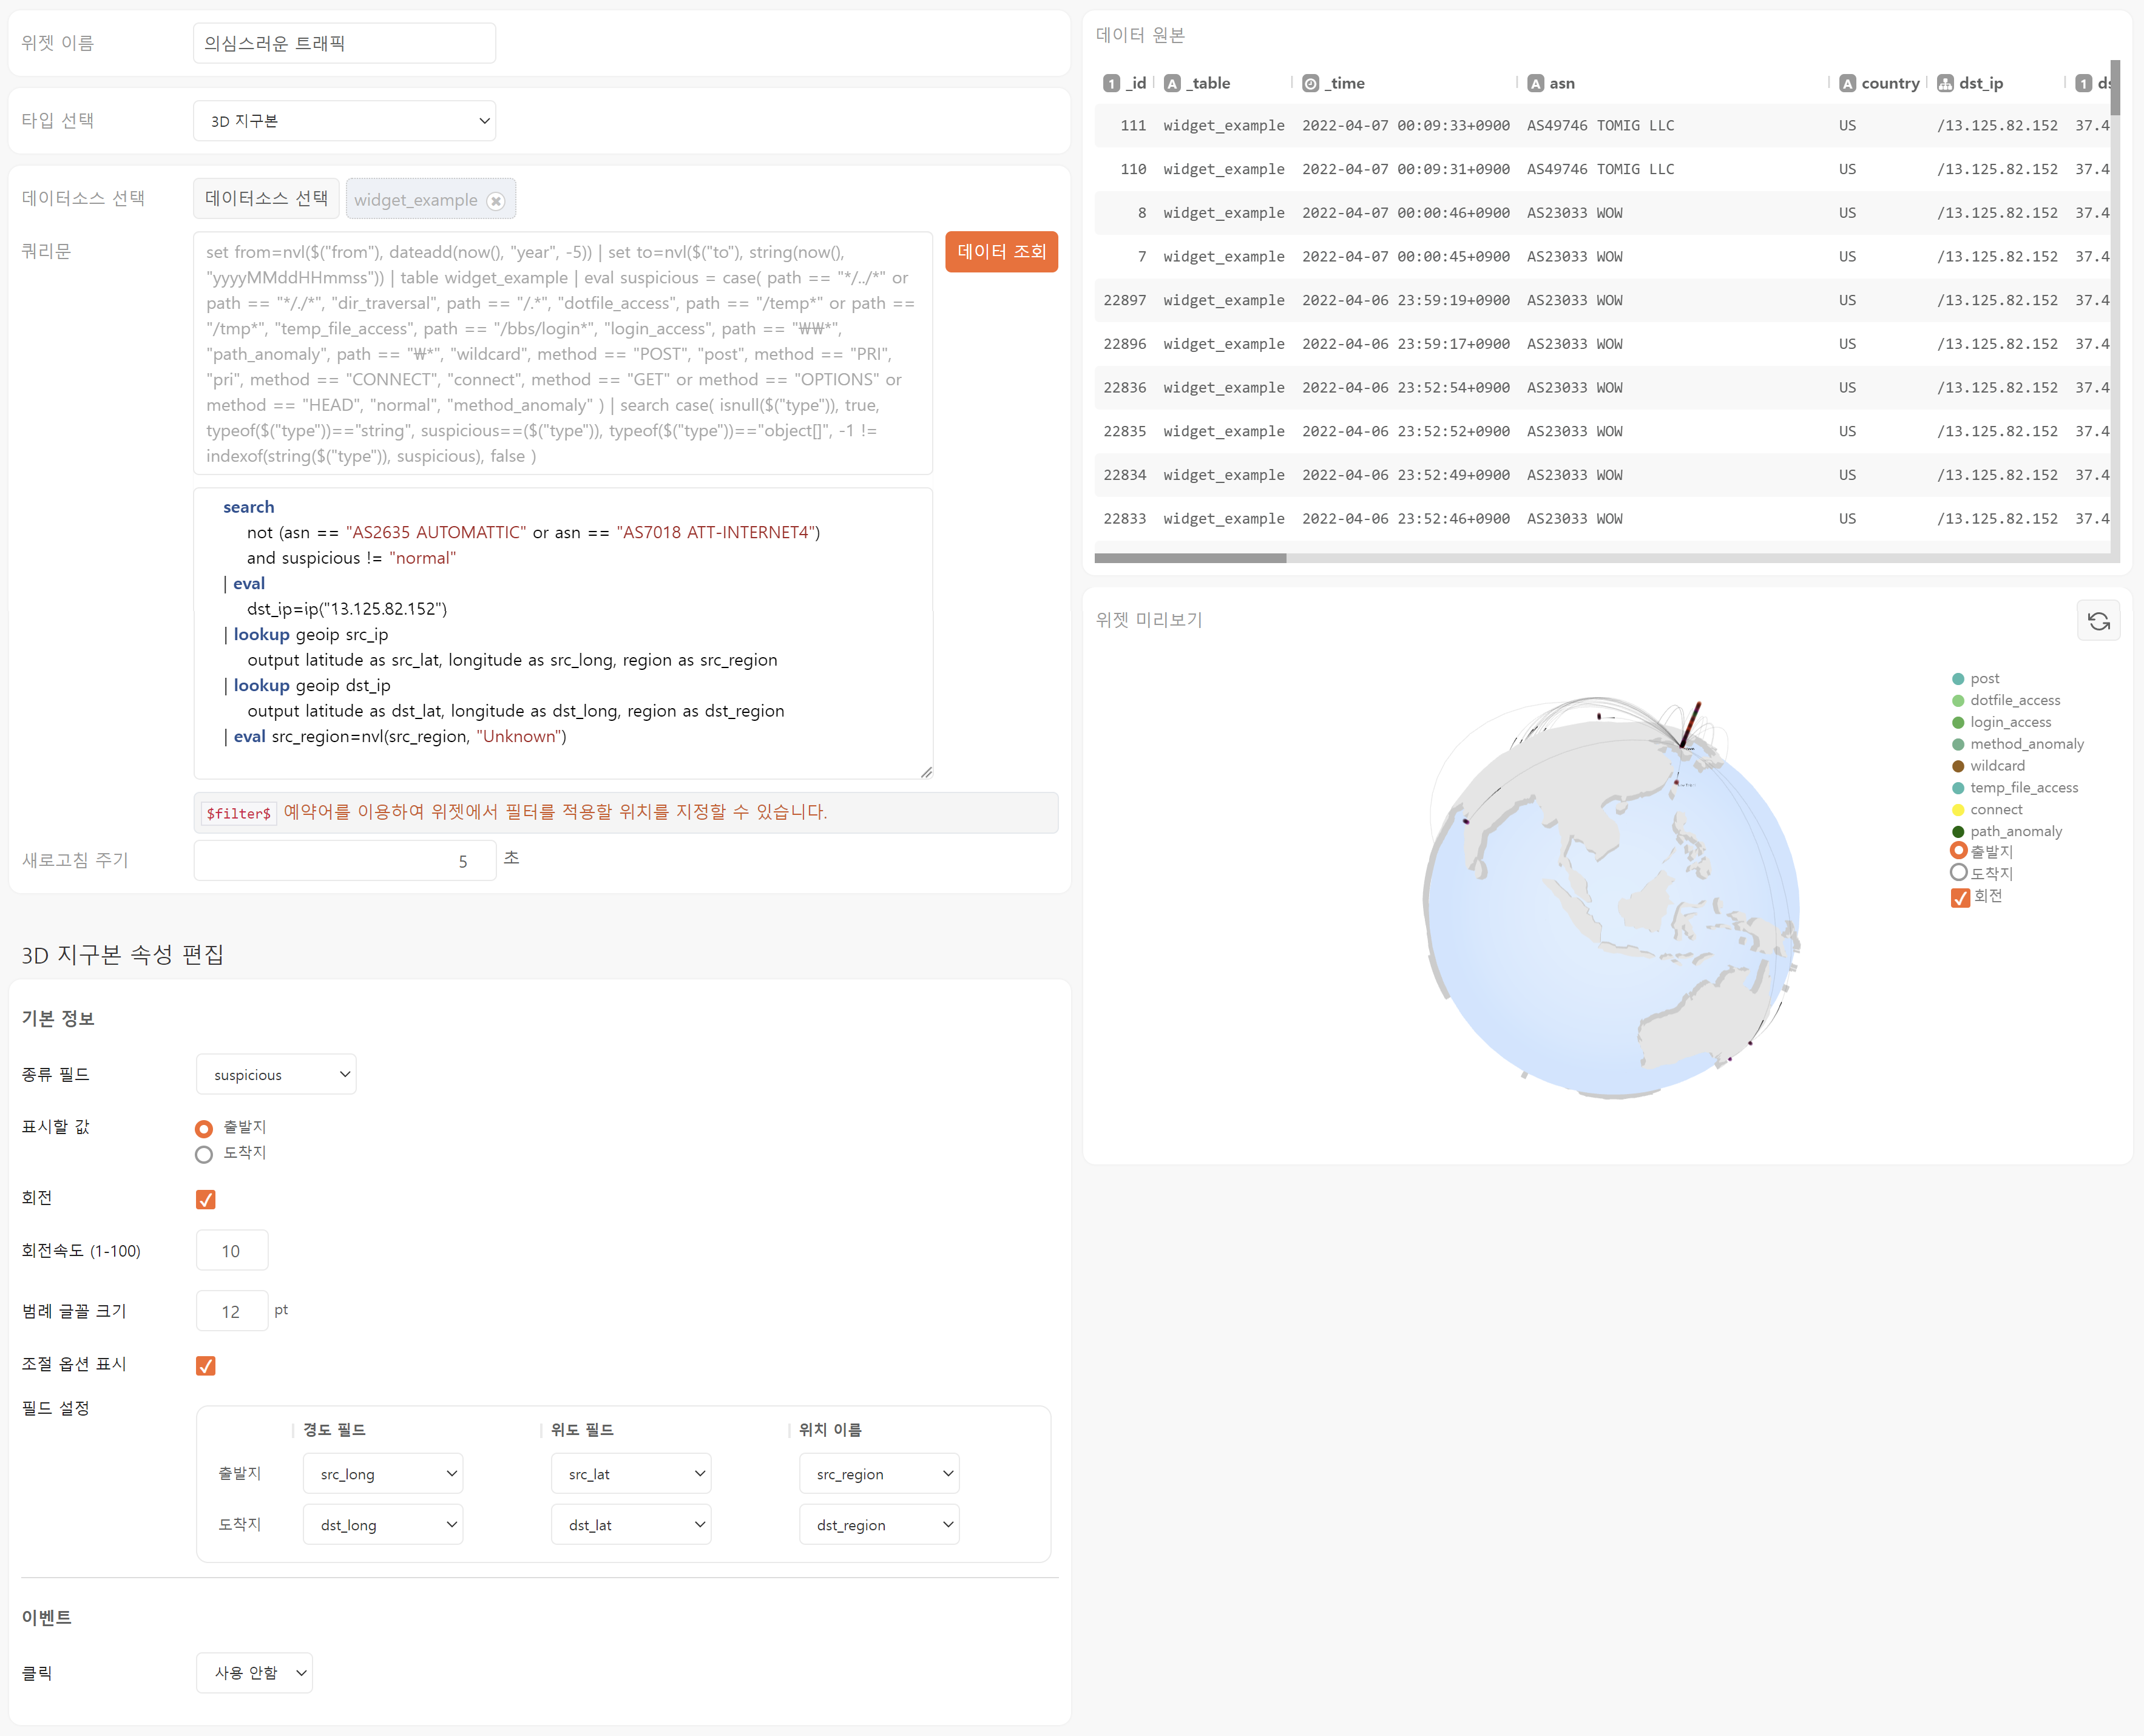 위젯 이름
의심스러운 트래픽
타입 선택
3D 지구본
데이터소스 선택
데이터소스 선택
widget_example
쿼리문
set from=nvl($("from"), dateadd(now(), "year", -5)) | set to=nvl($("to"), string(now(),
"yyyyMMddHHmmss")) | table widget_example | eval suspicious = case( path == "*/../*" or
path == "*/./*", "dir_traversal", path == "/.*", "dotfile_access", path == "/temp*" or path ==
"/tmp*", "temp_file_access", path == "/bbs/login*", "login_access", path == "₩₩*",
"path_anomaly", path == "₩*", "wildcard", method == "POST", "post", method == "PRI",
"pri", method == "CONNECT", "connect", method == "GET" or method == "OPTIONS" or
method == "HEAD", "normal", "method_anomaly" ) | search case( isnull($("type")), true,
typeof($("type"))=="string", suspicious==($("type")), typeof($("type"))=="object[]", -1 !=
indexof(string($("type")), suspicious), false )
데이터 조회
search
not (asn == "AS2635 AUTOMATTIC" or asn == "AS7018 ATT-INTERNET4")
and suspicious != "normal"
| eval
dst_ip=ip("13.125.82.152")
| lookup geoip src_ip
output latitude as src_lat, longitude as src_long, region as src_region
| lookup geoip dst_ip
output latitude as dst_lat, longitude as dst_long, region as dst_region
| eval src_region=nvl(src_region, "Unknown")
$filter$ 예약어를 이용하여 위젯에서 필터를 적용할 위치를 지정할 수 있습니다.
새로고침 주기
5 초
3D 지구본 속성 편집
기본 정보
종류 필드
suspicious
표시할 값
출발지
도착지
회전
회전속도 (1-100)
10
범례 글꼴 크기
12 pt
조절 옵션 표시
필드 설정
경도 필드 위도 필드 위치 이름
출발지 src_long src_lat src_region
도착지 dst_long dst_lat dst_region
이벤트
클릭
사용 안함
데이터 원본
1 _id A _table _time A asn A country dst_ip 1 ds
111 widget_example 2022-04-07 00:09:33+0900 AS49746 TOMIG LLC US /13.125.82.152 37.4
110 widget_example 2022-04-07 00:09:31+0900 AS49746 TOMIG LLC US /13.125.82.152 37.4
8 widget_example 2022-04-07 00:00:46+0900 AS23033 WOW US /13.125.82.152 37.4
7 widget_example 2022-04-07 00:00:45+0900 AS23033 WOW US /13.125.82.152 37.4
22897 widget_example 2022-04-06 23:59:19+0900 AS23033 WOW US /13.125.82.152 37.4
22896 widget_example 2022-04-06 23:59:17+0900 AS23033 WOW US /13.125.82.152 37.4
22836 widget_example 2022-04-06 23:52:54+0900 AS23033 WOW US /13.125.82.152 37.4
22835 widget_example 2022-04-06 23:52:52+0900 AS23033 WOW US /13.125.82.152 37.4
22834 widget_example 2022-04-06 23:52:49+0900 AS23033 WOW US /13.125.82.152 37.4
22833 widget_example 2022-04-06 23:52:46+0900 AS23033 WOW US /13.125.82.152 37.4
위젯 미리보기
post
dotfile_access
login_access
method_anomaly
wildcard
temp_file_access
connect
path_anomaly
출발지
도착지
회전